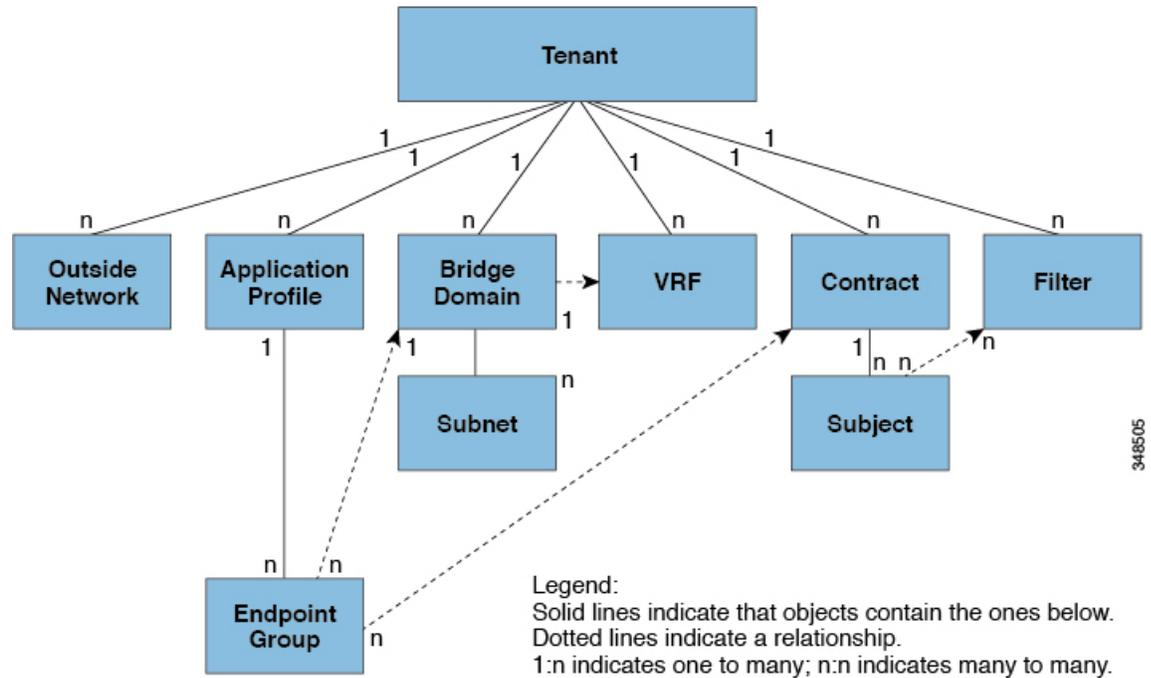 Tenant
1
1
1
1
1
1
n
n
n
n
n
n
Outside
Network
Application
Profile
Bridge
Domain
VRF
Contract
Filter
1
1
1
1
n
n
n
Subnet
n
Subject
348505
n
n
Endpoint
Group
n
Legend:
Solid lines indicate that objects contain the ones below.
Dotted lines indicate a relationship.
1:n indicates one to many; n:n indicates many to many.